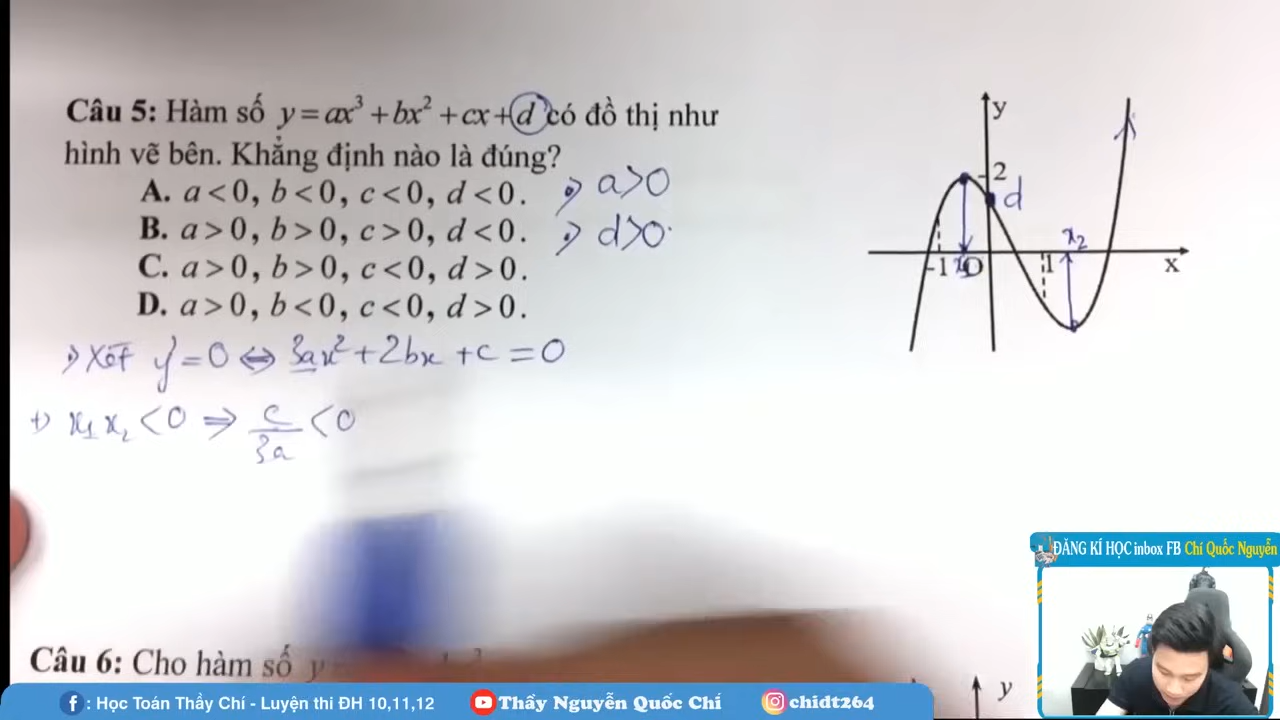 Câu 5: Hàm số y = ax³ + bx² + cx + d có đồ thị như
hình vẽ bên. Khẳng định nào là đúng?
A. a < 0, b < 0, c < 0, d < 0.
B. a > 0, b > 0, c > 0, d < 0.
C. a > 0, b > 0, c < 0, d > 0.
D. a > 0, b < 0, c < 0, d > 0.
a > 0
d > 0
y
2
d
x₂
-1
O
1
x
Xét y' = 0 ⇔ 3ax² + 2bx + c = 0
+) x₁x₂ < 0 ⇒ c/3a < 0
Câu 6: Cho hàm số y
y
ĐĂNG KÍ HỌC inbox FB Chí Quốc Nguyễn
: Học Toán Thầy Chí - Luyện thi ĐH 10,11,12
Thầy Nguyễn Quốc Chí
chidt264